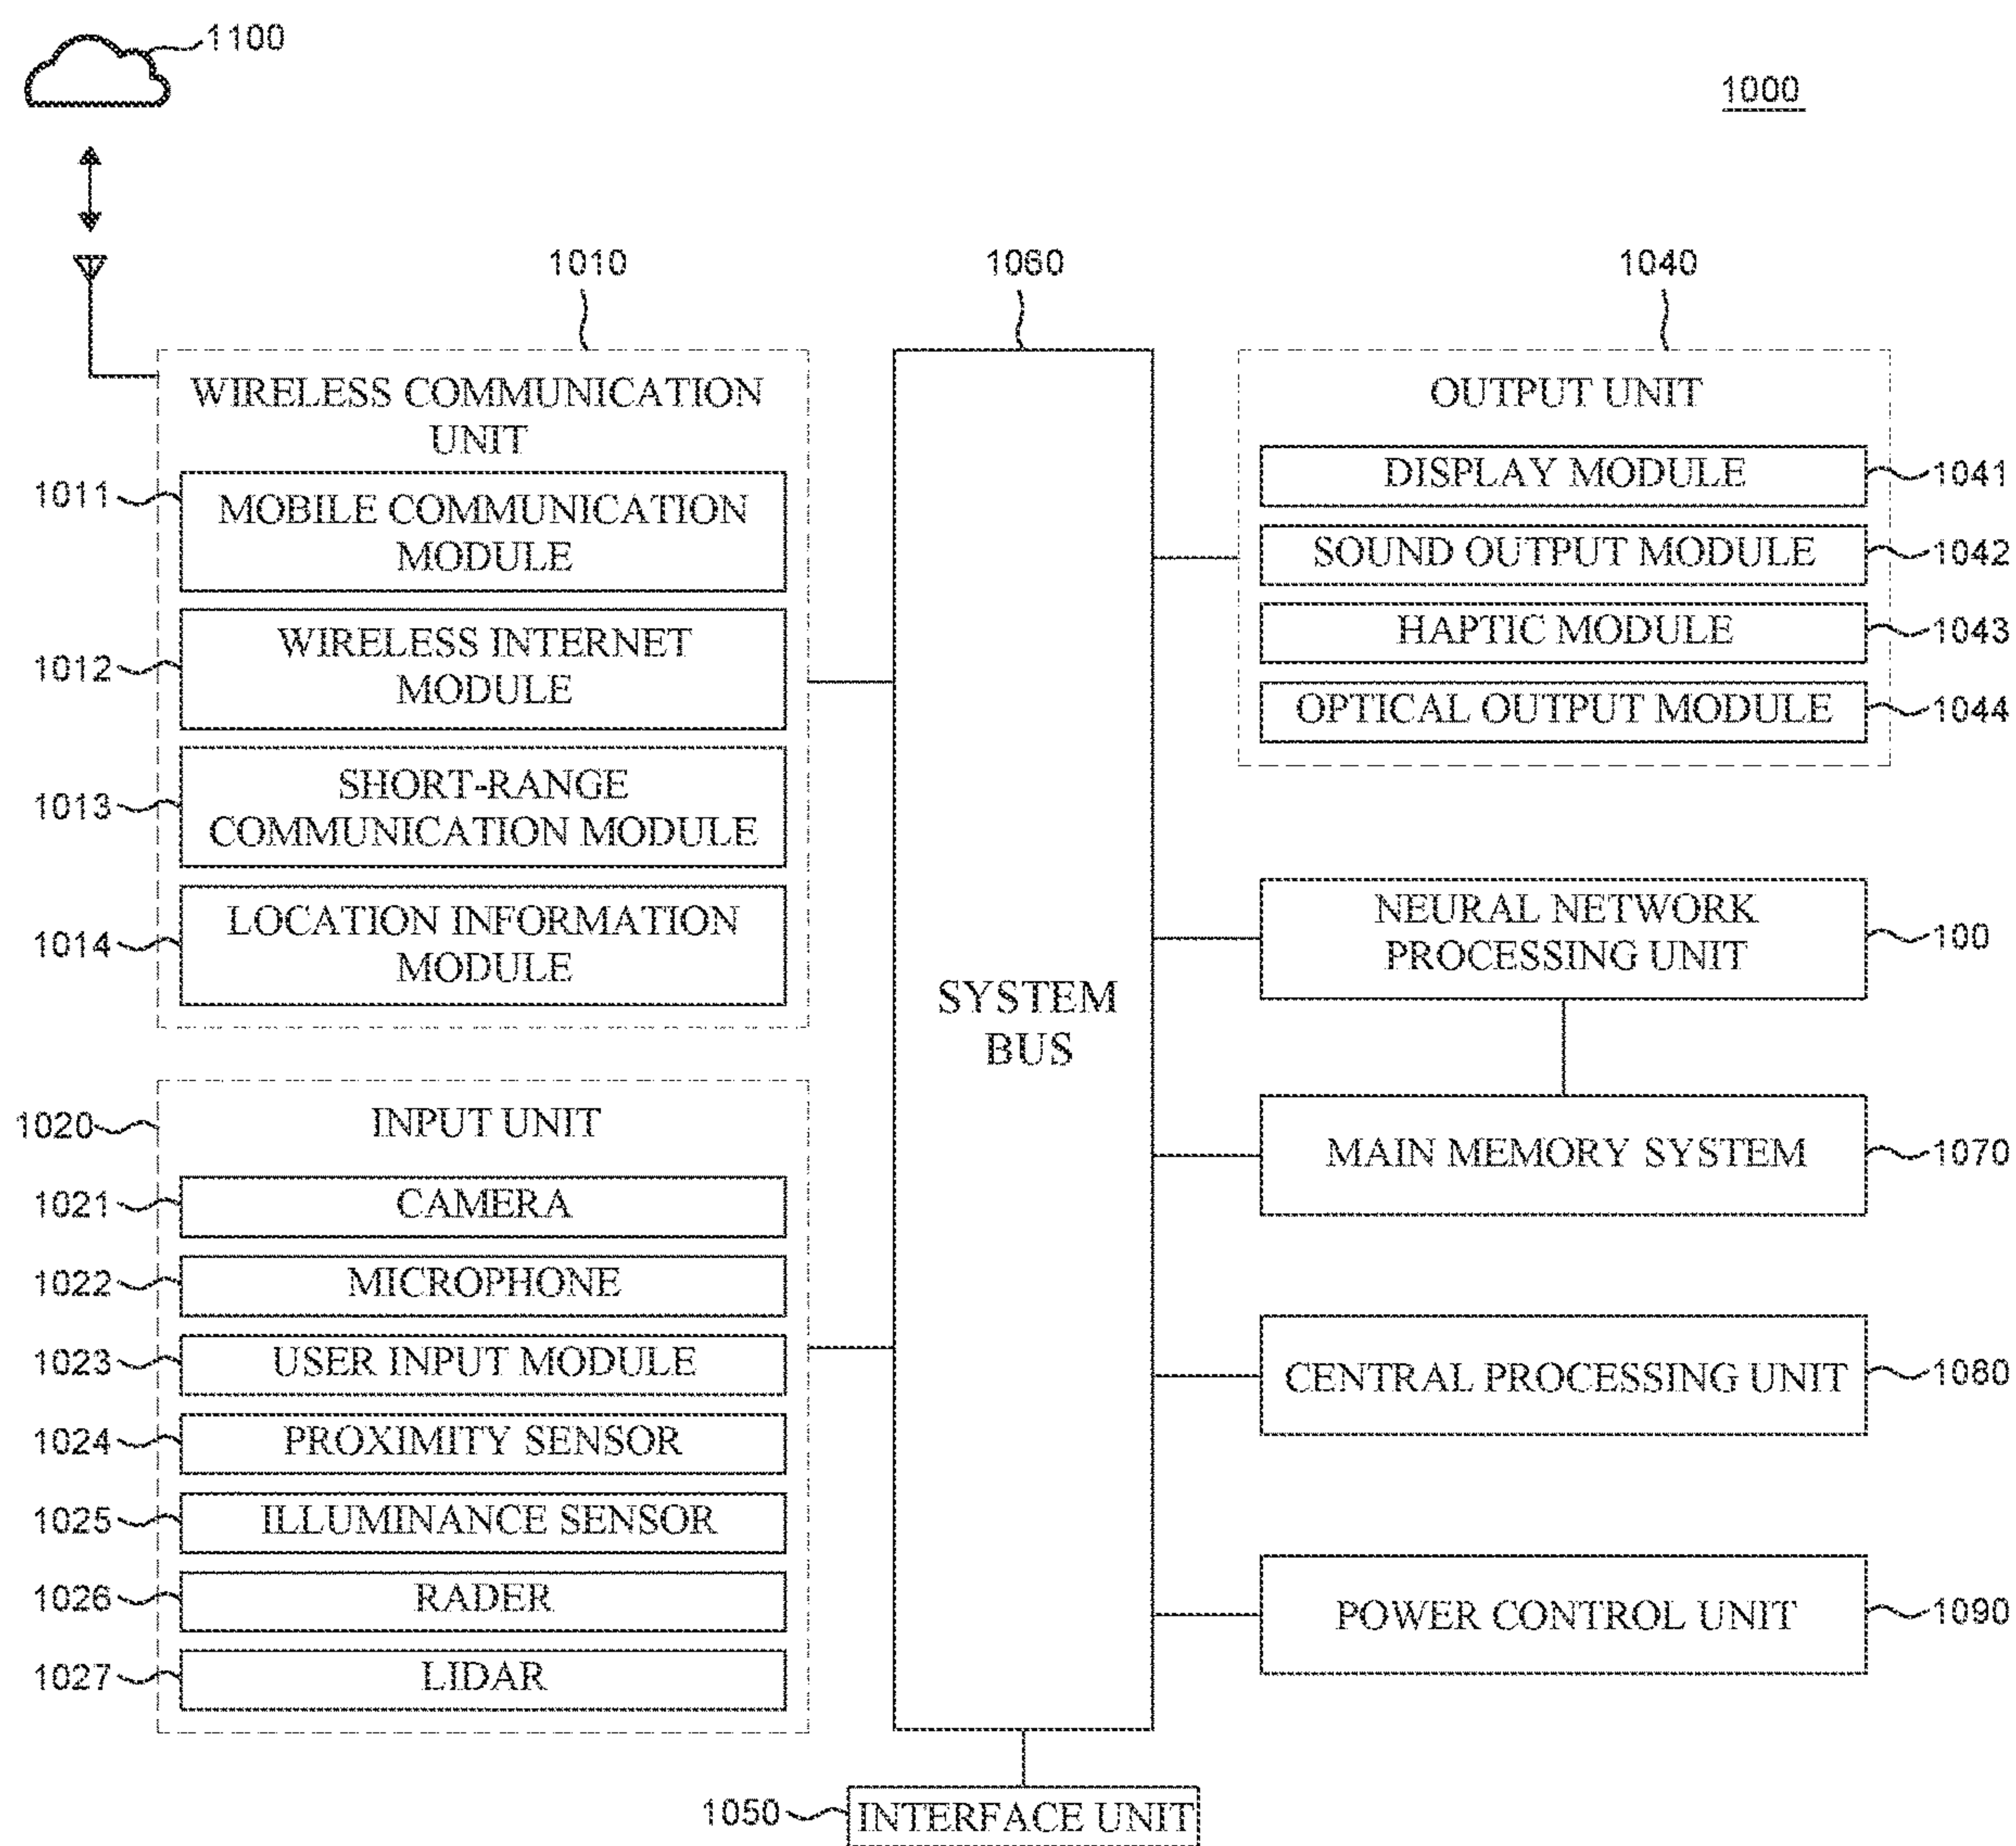 1100
1000
1010
1060
1040
WIRELESS COMMUNICATION
UNIT
1011
MOBILE COMMUNICATION
MODULE
1012
WIRELESS INTERNET
MODULE
1013
SHORT-RANGE
COMMUNICATION MODULE
1014
LOCATION INFORMATION
MODULE
1020
INPUT UNIT
1021
CAMERA
1022
MICROPHONE
1023
USER INPUT MODULE
1024
PROXIMITY SENSOR
1025
ILLUMINANCE SENSOR
1026
RADER
1027
LIDAR
SYSTEM
BUS
1050
INTERFACE UNIT
OUTPUT UNIT
DISPLAY MODULE
1041
SOUND OUTPUT MODULE
1042
HAPTIC MODULE
1043
OPTICAL OUTPUT MODULE
1044
NEURAL NETWORK
PROCESSING UNIT
100
MAIN MEMORY SYSTEM
1070
CENTRAL PROCESSING UNIT
1080
POWER CONTROL UNIT
1090